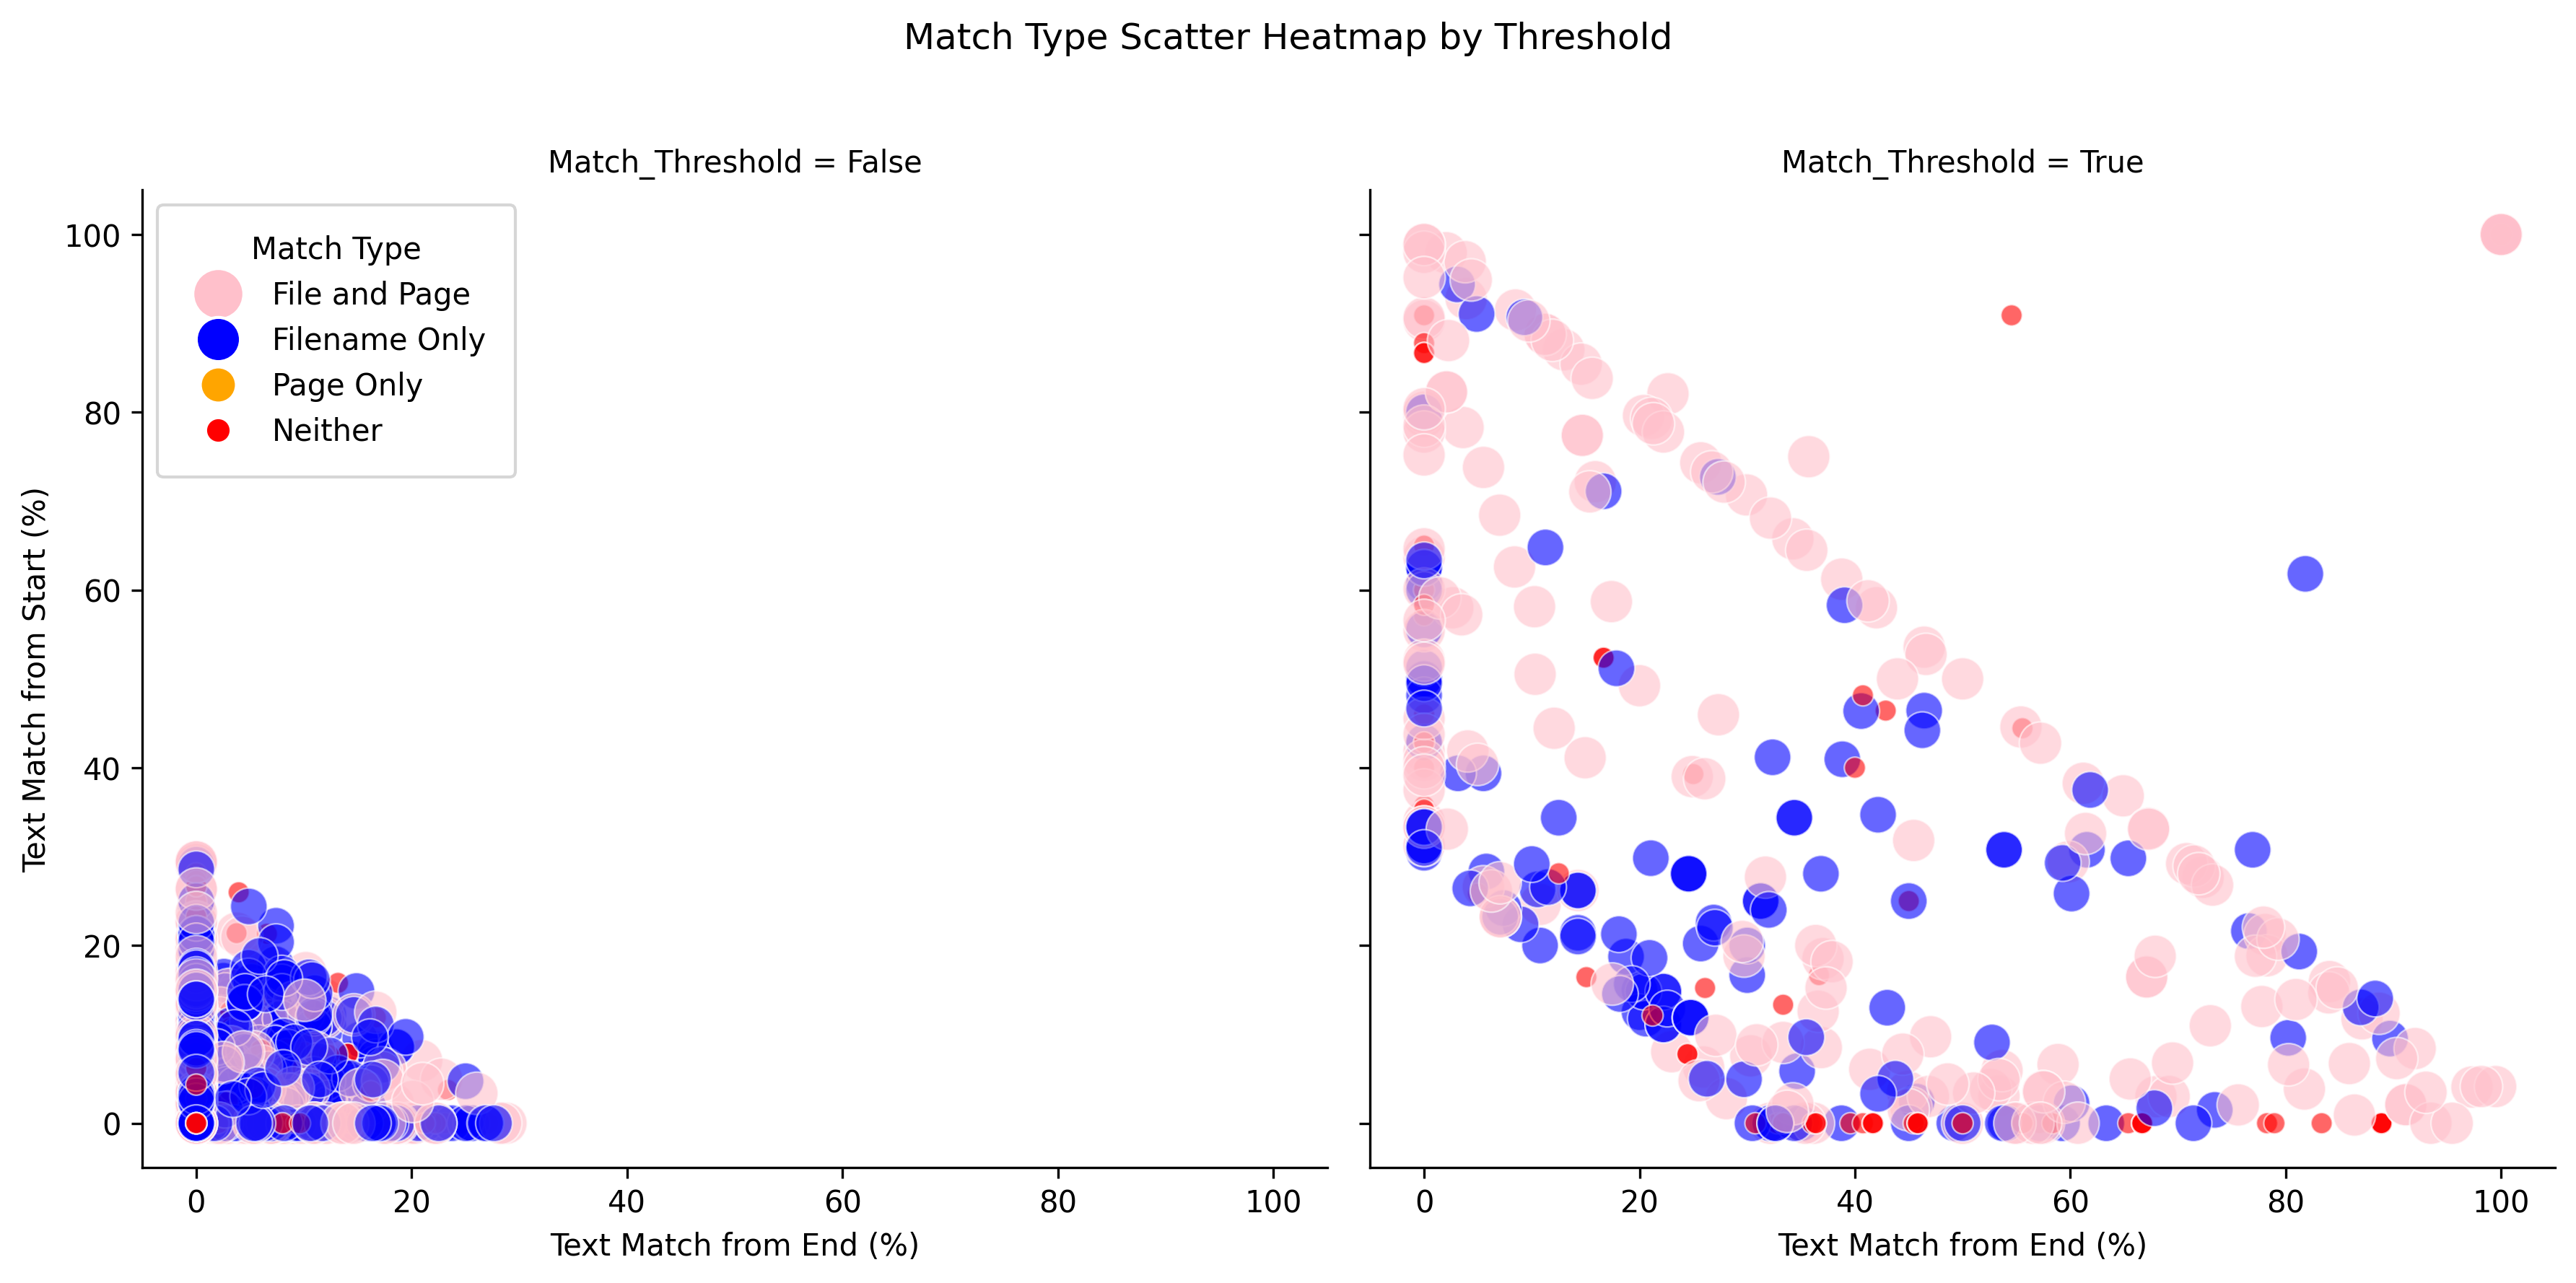 Match Type Scatter Heatmap by Threshold
Match_Threshold = False
Match_Threshold = True
Match Type
File and Page
Filename Only
Page Only
Neither
Text Match from Start (%)
100
80
60
40
20
0
0 20 40 60 80 100
0 20 40 60 80 100
Text Match from End (%)
Text Match from End (%)